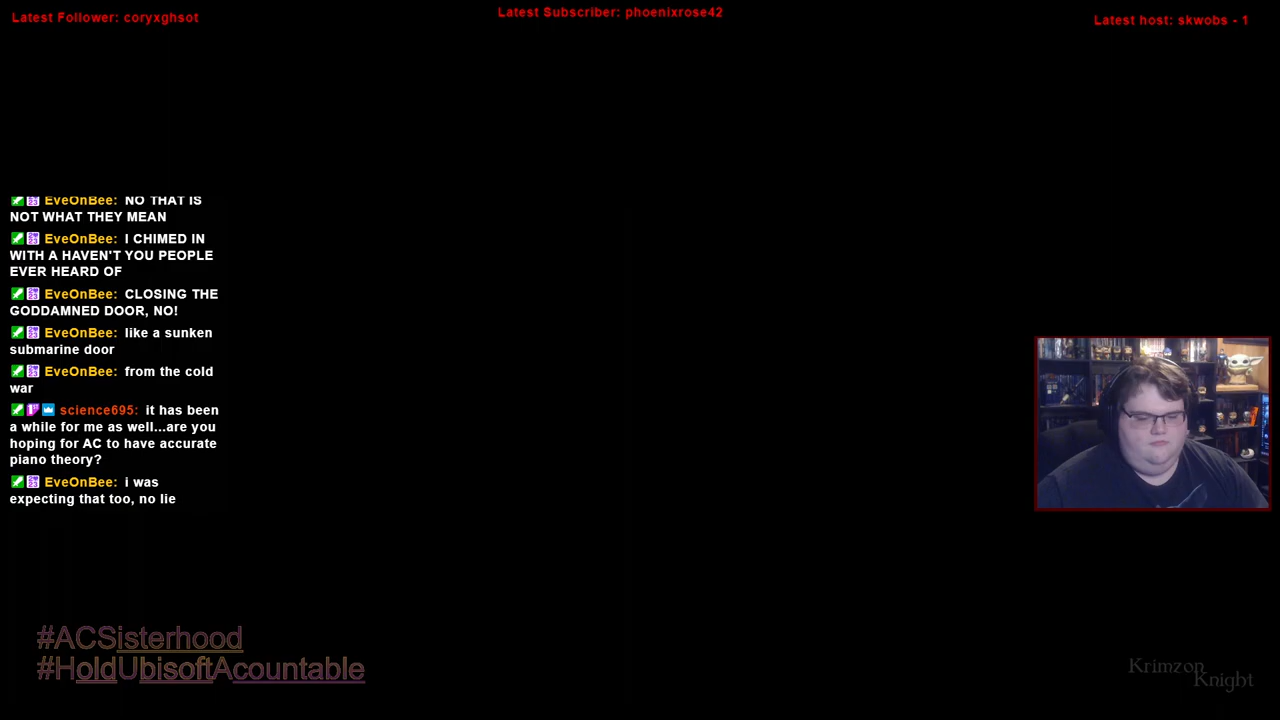 Latest Follower: coryxghsot
Latest Subscriber: phoenixrose42
Latest host: skwobs - 1
EveOnBee: NO THAT IS
NOT WHAT THEY MEAN
EveOnBee: I CHIMED IN
WITH A HAVEN'T YOU PEOPLE
EVER HEARD OF
EveOnBee: CLOSING THE
GODDAMNED DOOR, NO!
EveOnBee: like a sunken
submarine door
EveOnBee: from the cold
war
science695: it has been
a while for me as well...are you
hoping for AC to have accurate
piano theory?
EveOnBee: i was
expecting that too, no lie
#ACSisterhood
#HoldUbisoftAcountable
Krimzon
Knight